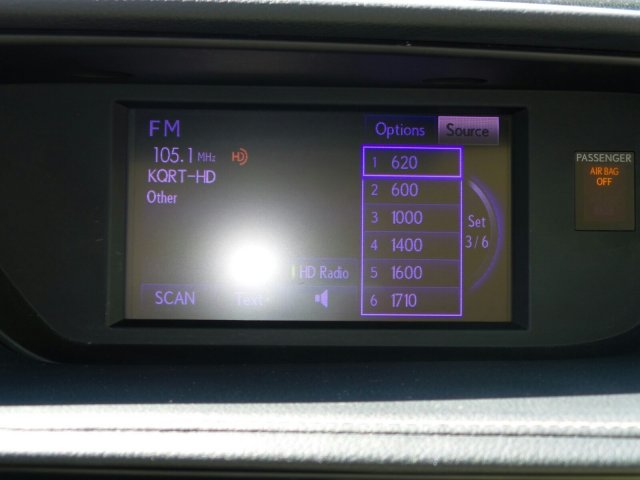 FM
Options Source
105.1 MHz HD
KQRT-HD
Other
1 620
2 600
3 1000
4 1400
5 1600
6 1710
Set
3/6
HD Radio
SCAN Text
PASSENGER
AIR BAG
OFF